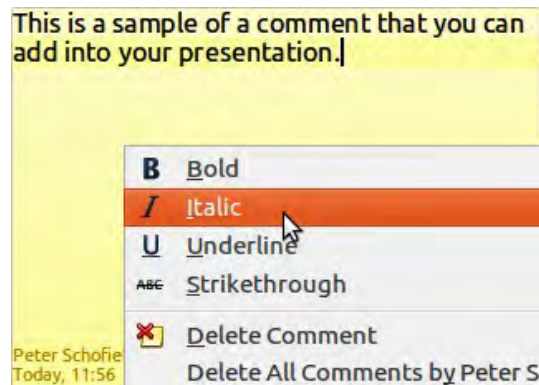 This is a sample of a comment that you can
add into your presentation.
B Bold
I Italic
U Underline
ABC Strikethrough
Delete Comment
Peter Schofie
Today, 11:56
Delete All Comments by Peter S